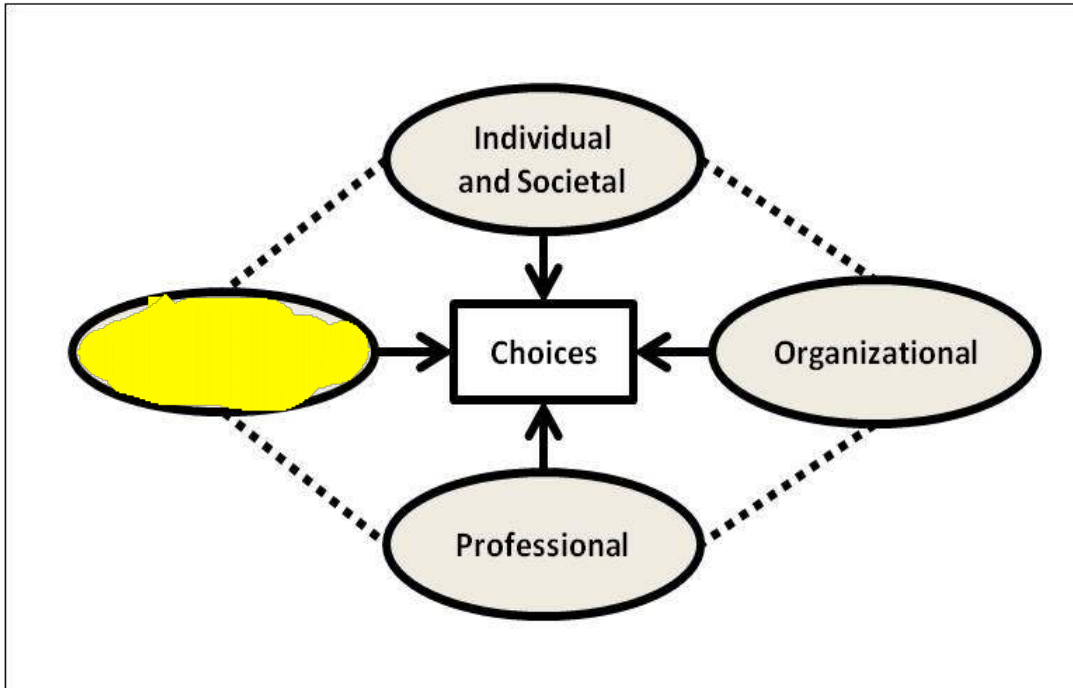 Individual
and Societal
Choices
Organizational
Professional